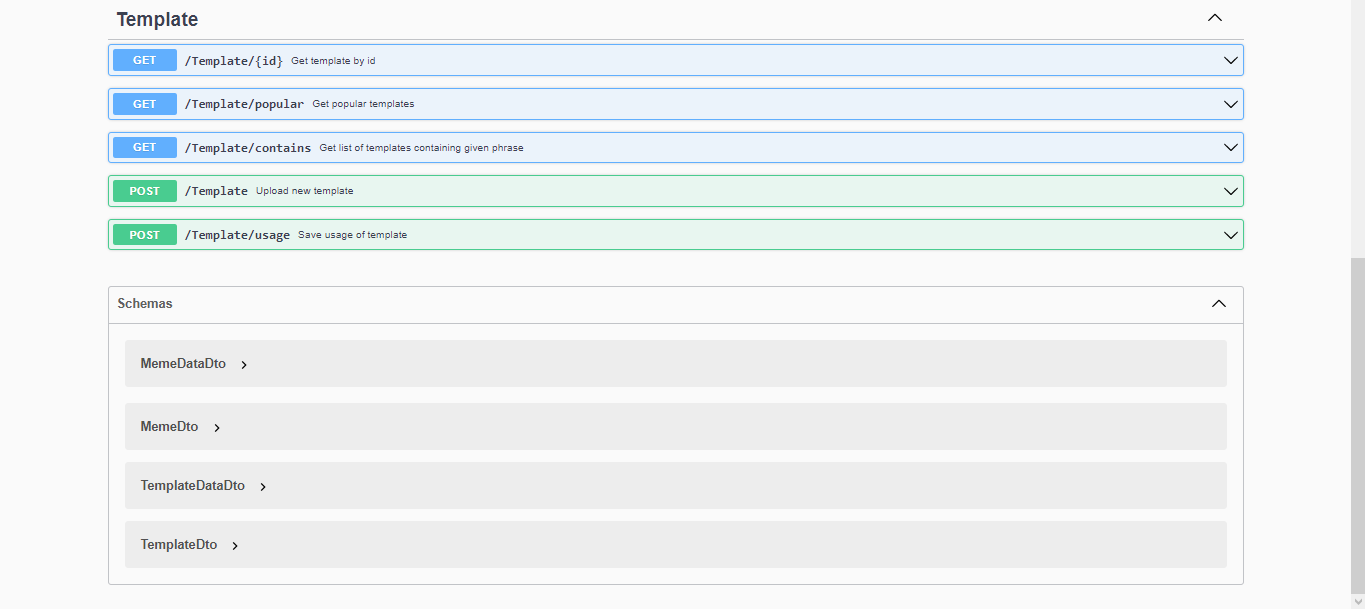 Template
GET /Template/{id} Get template by id
GET /Template/popular Get popular templates
GET /Template/contains Get list of templates containing given phrase
POST /Template Upload new template
POST /Template/usage Save usage of template
Schemas
MemeDataDto
MemeDto
TemplateDataDto
TemplateDto